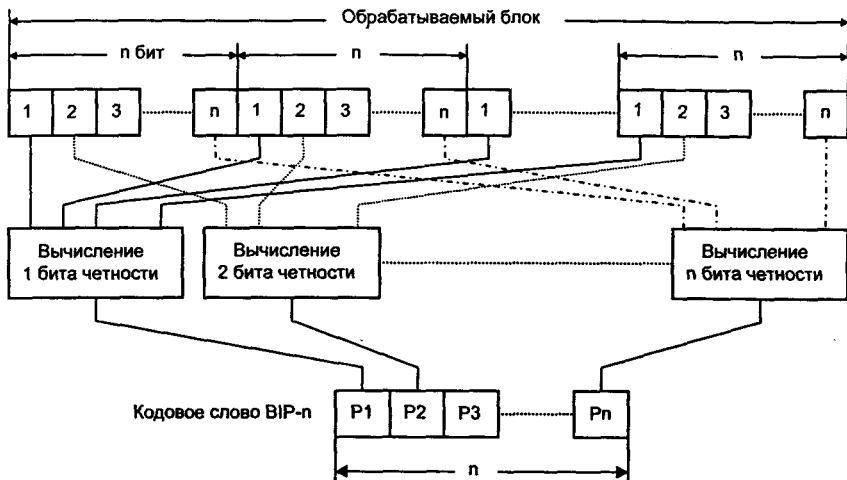 Обрабатываемый блок
n бит n n
1 2 3 n 1 2 3 n 1 1 2 3 n
Вычисление
1 бита четности
Вычисление
2 бита четности
Вычисление
n бита четности
Кодовое слово BIP-n P1 P2 P3 Pn
n